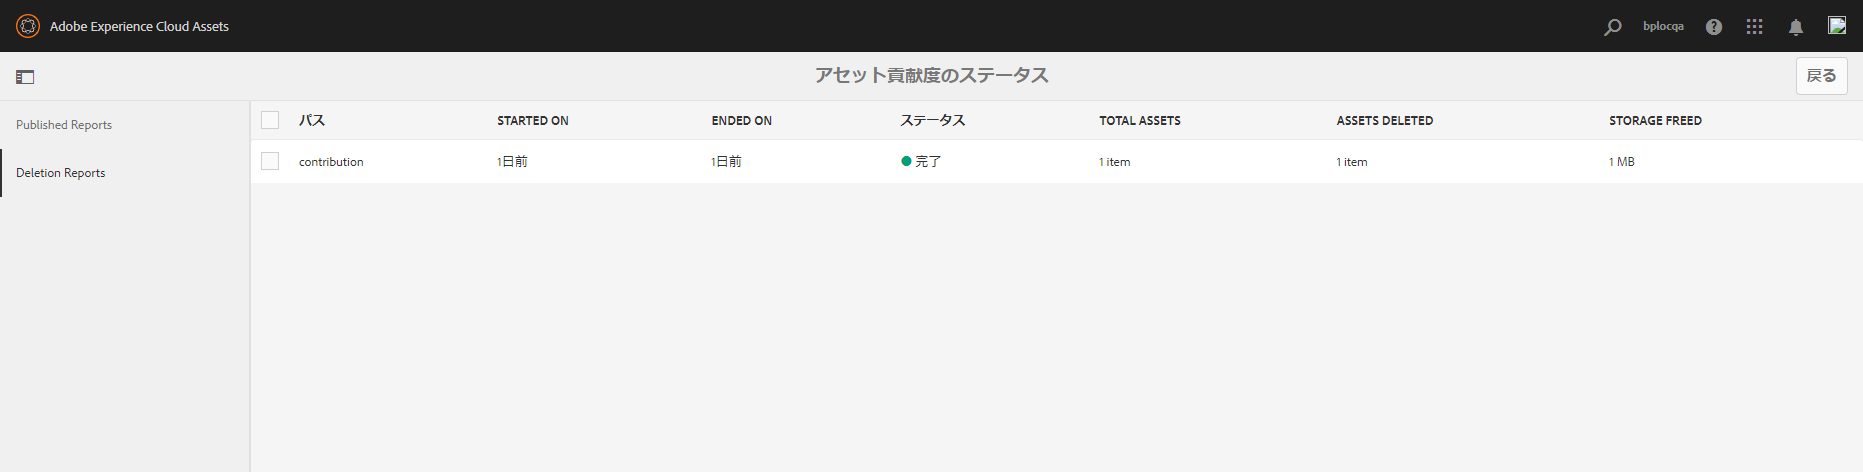 Adobe Experience Cloud Assets
bplocqa
アセット貢献度のステータス
戻る
Published Reports
Deletion Reports
パス STARTED ON ENDED ON ステータス TOTAL ASSETS ASSETS DELETED STORAGE FREED
contribution 1日前 1日前 完了 1 item 1 item 1 MB